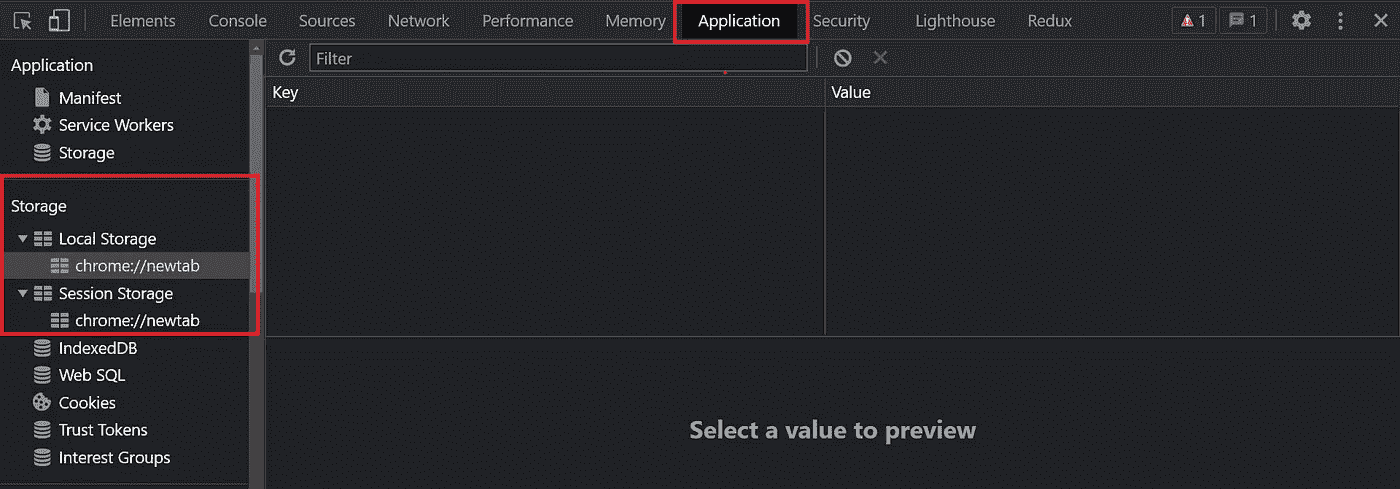 Elements Console Sources Network Performance Memory Application Security Lighthouse Redux 1 1
Application
Manifest
Service Workers
Storage
Storage
Local Storage
chrome://newtab
Session Storage
chrome://newtab
IndexedDB
Web SQL
Cookies
Trust Tokens
Interest Groups
Filter
Key Value
Select a value to preview